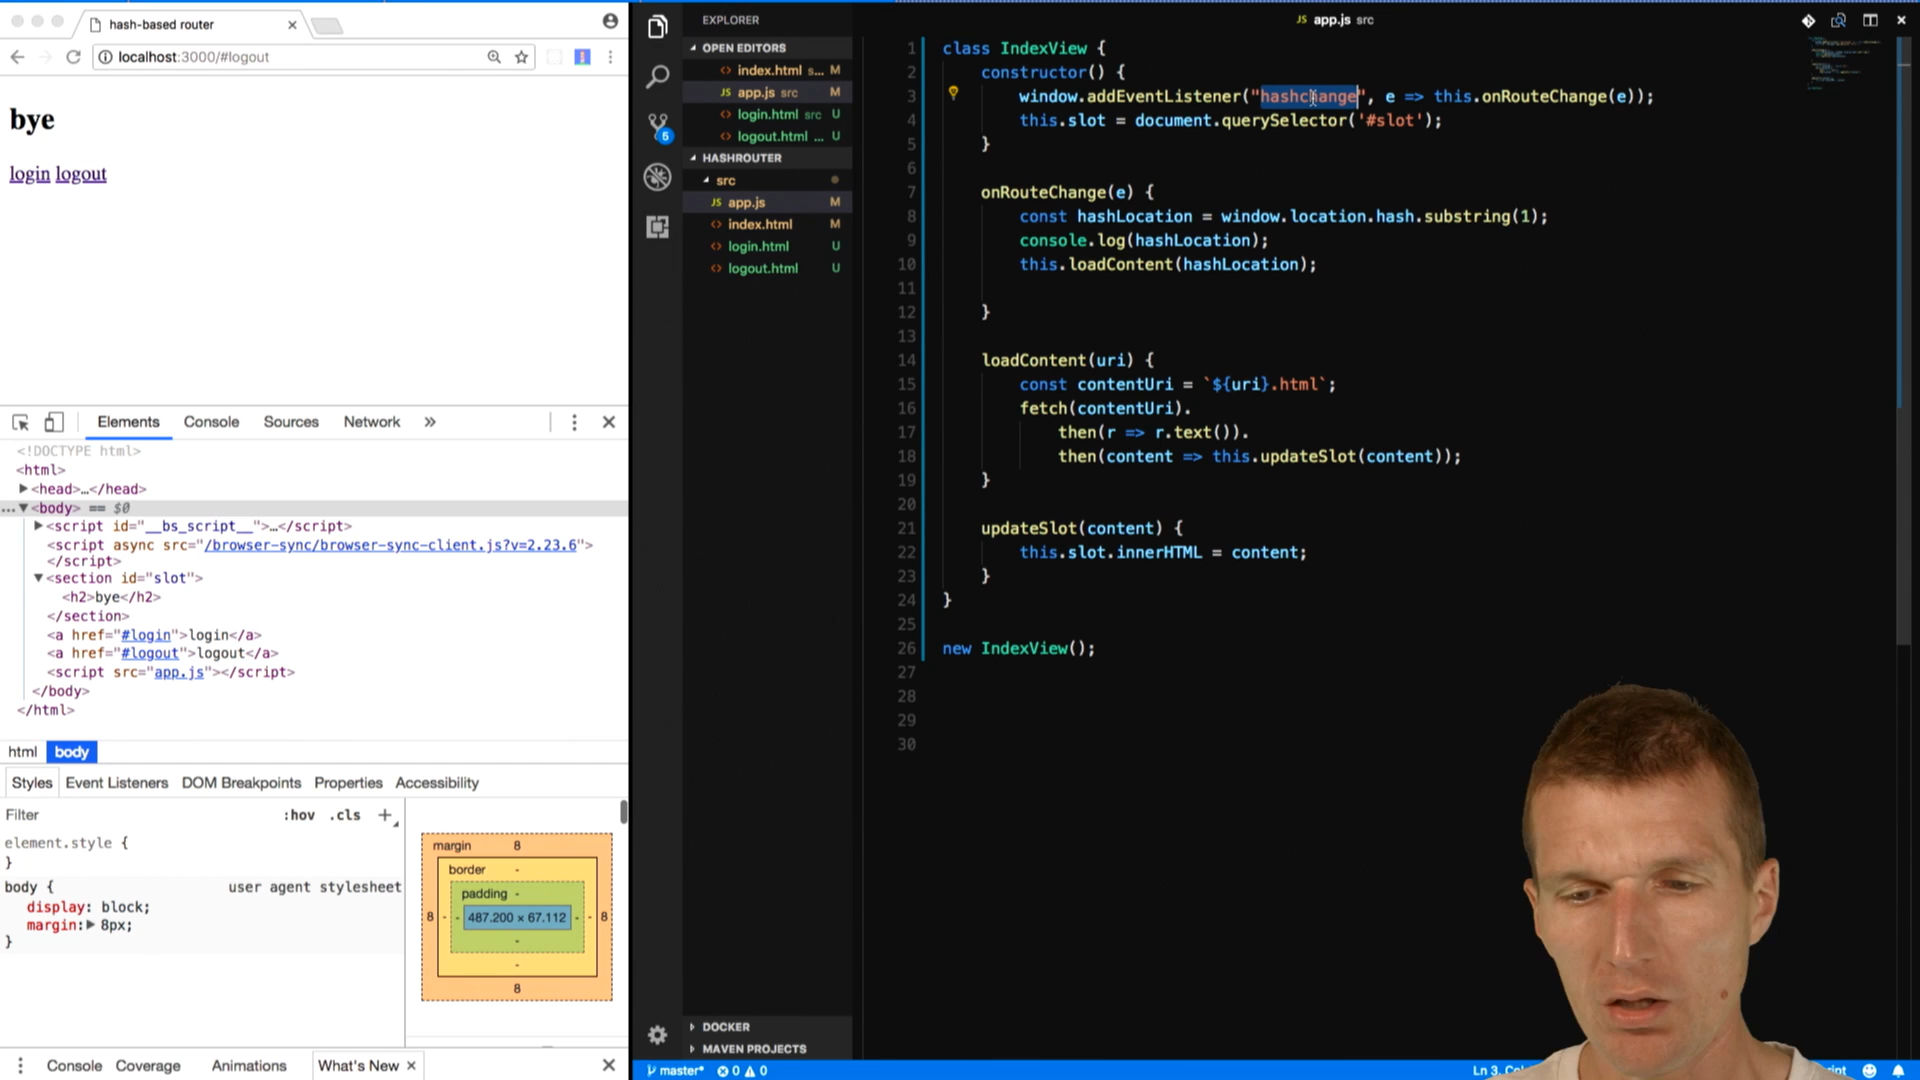 hash-based router
localhost:3000/#logout
bye
login logout
Elements Console Sources Network »
<!DOCTYPE html>
<html>
<head>…</head>
…<body> == $0
<script id="__bs_script__">…</script>
<script async src="/browser-sync/browser-sync-client.js?v=2.23.6">
</script>
<section id="slot">
<h2>bye</h2>
</section>
<a href="#login">login</a>
<a href="#logout">logout</a>
<script src="app.js"></script>
</body>
</html>
html body
Styles Event Listeners DOM Breakpoints Properties Accessibility
Filter :hov .cls +
element.style {
}
body { user agent stylesheet
display: block;
margin: 8px;
}
margin 8
border -
padding -
8 - - 487.200 × 67.112 - - 8
-
-
8
Console Coverage Animations What's New
EXPLORER
OPEN EDITORS
index.html s... M
app.js src M
login.html src U
logout.html ... U
5
HASHROUTER
src
app.js M
index.html M
login.html U
logout.html U
DOCKER
MAVEN PROJECTS
JS app.js src
1 class IndexView {
2 constructor() {
3 window.addEventListener("hashchange", e => this.onRouteChange(e));
4 this.slot = document.querySelector('#slot');
5 }
6
7 onRouteChange(e) {
8 const hashLocation = window.location.hash.substring(1);
9 console.log(hashLocation);
10 this.loadContent(hashLocation);
11
12 }
13
14 loadContent(uri) {
15 const contentUri = `${uri}.html`;
16 fetch(contentUri).
17 then(r => r.text()).
18 then(content => this.updateSlot(content));
19 }
20
21 updateSlot(content) {
22 this.slot.innerHTML = content;
23 }
24 }
25
26 new IndexView();
27
28
29
30
master* 0 0
Ln 3,